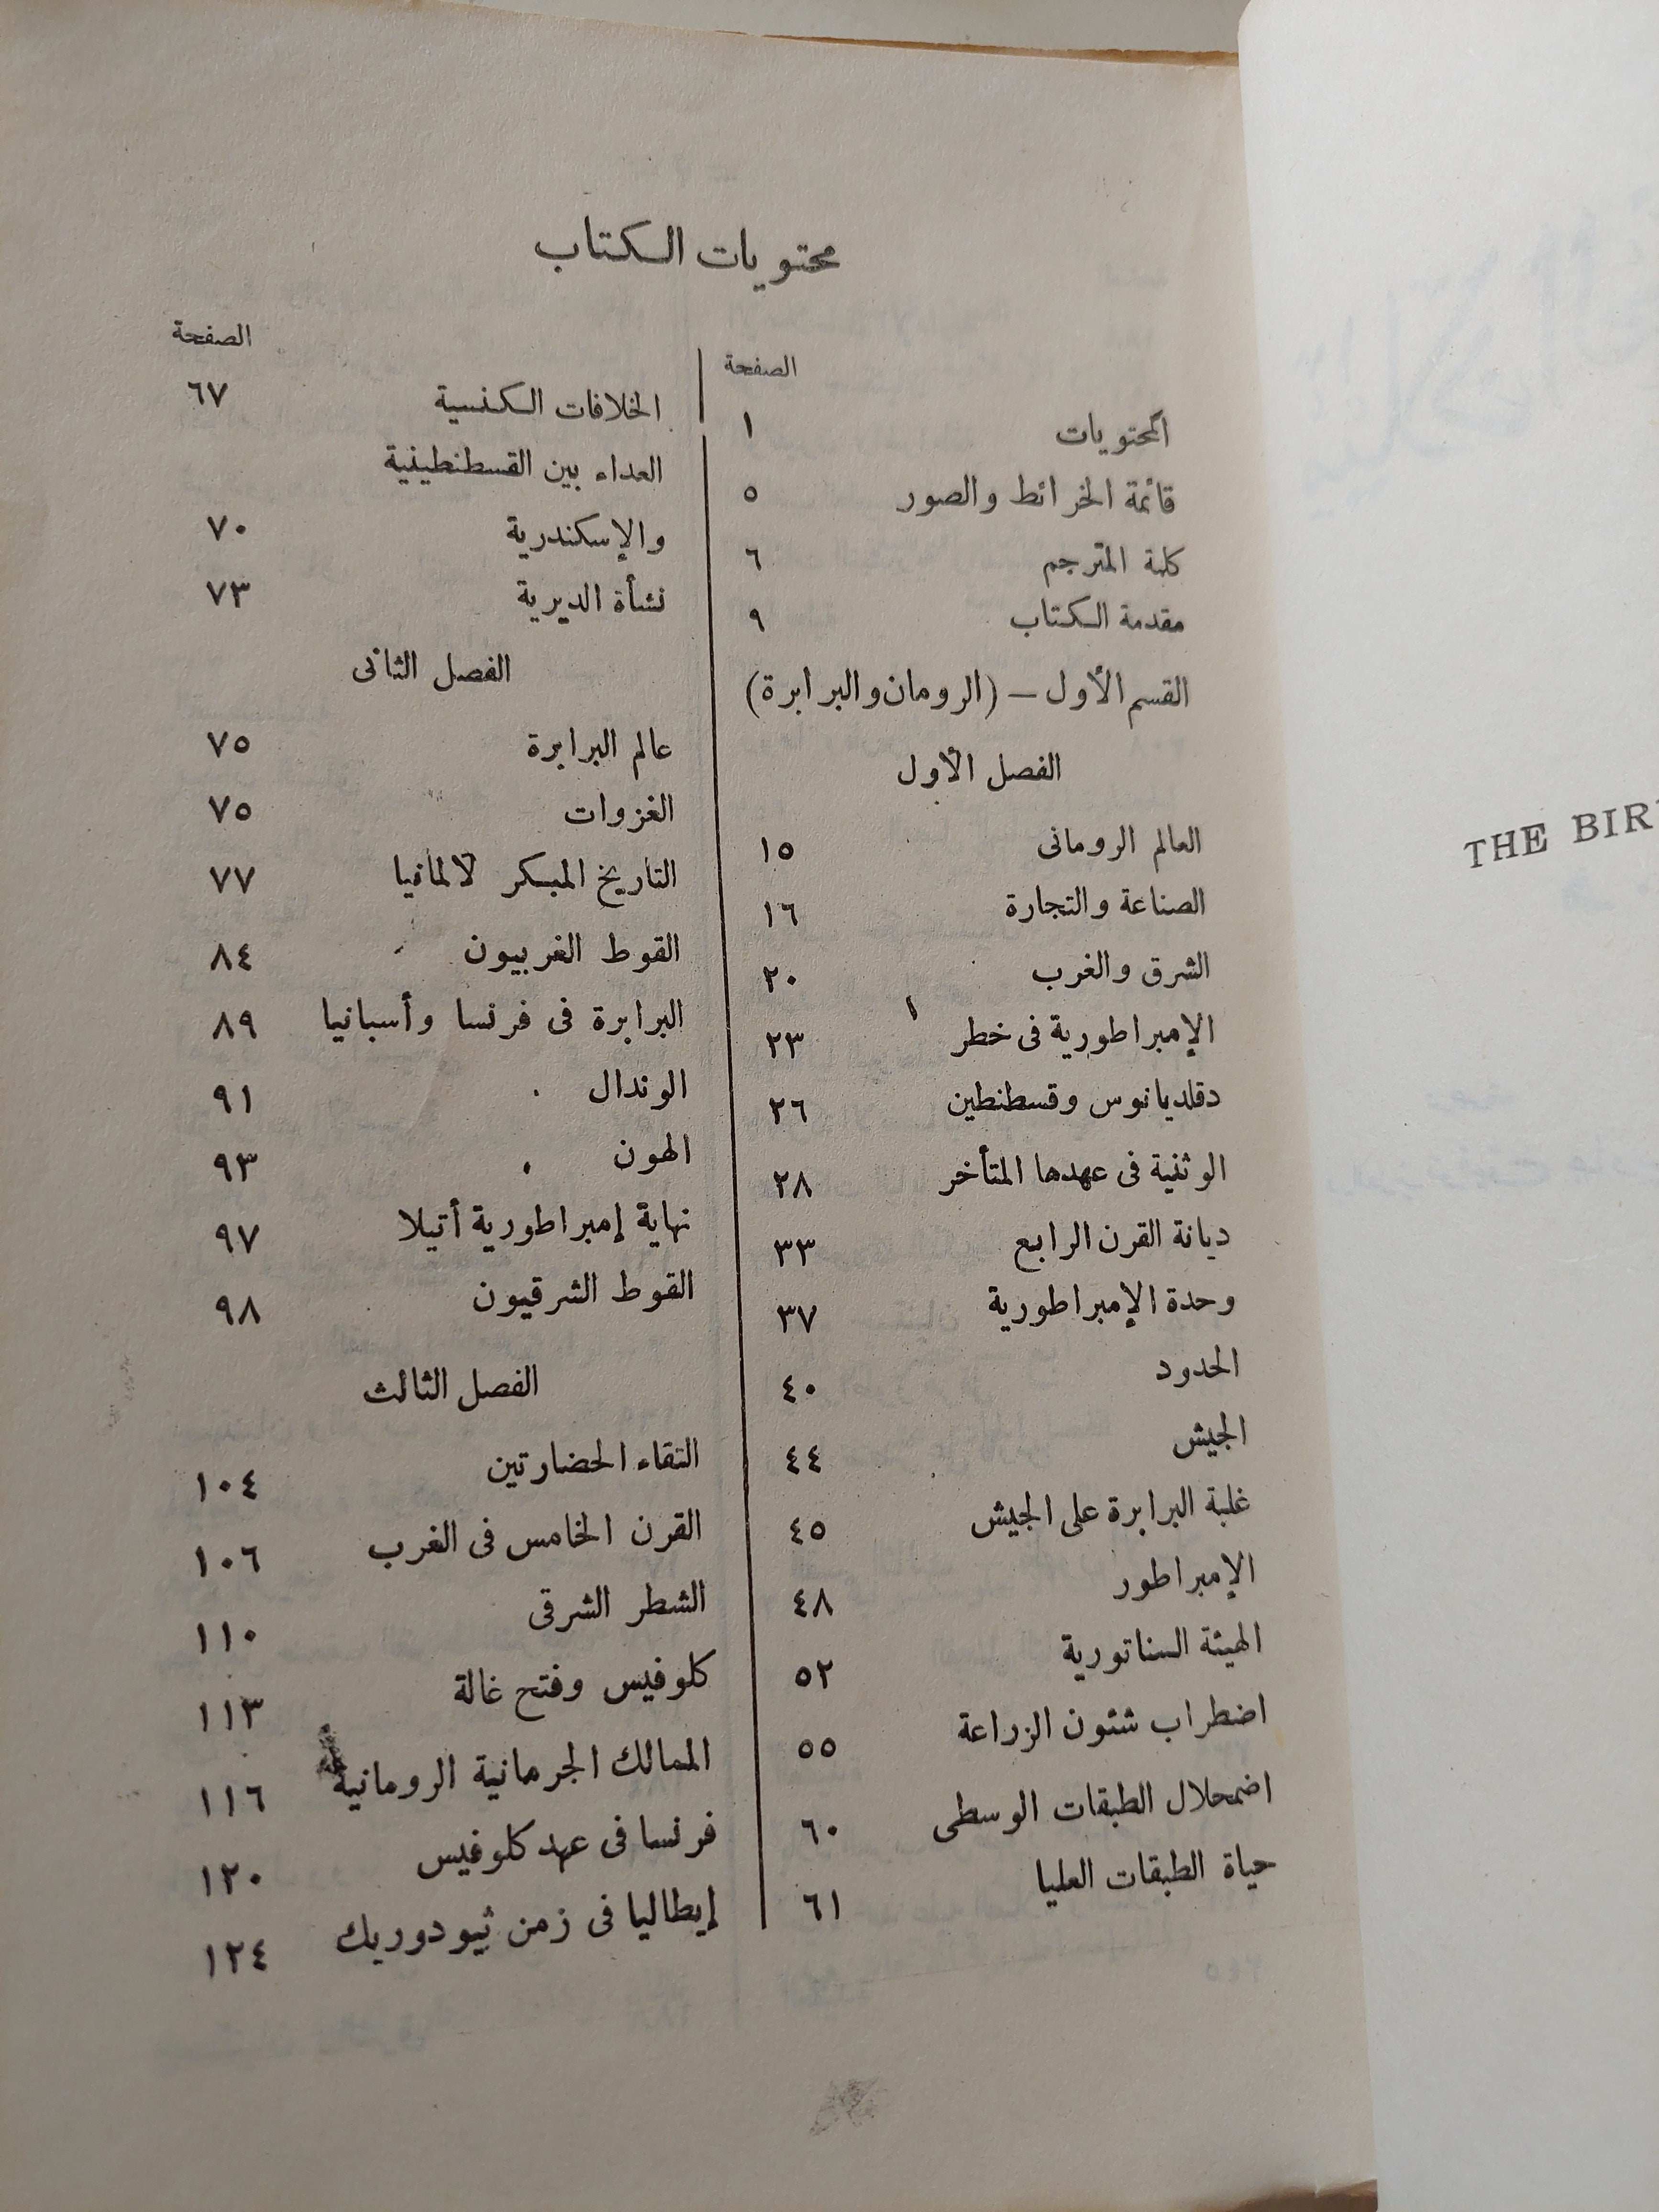 محتويات الكتاب
الصفحة
المحتويات ١
قائمة الخرائط والصور ٥
كلمة المترجم ٦
مقدمة الكتاب ٩
القسم الأول – (الرومان والبرابرة)
الفصل الأول
العالم الرومانى ١٥
الصناعة والتجارة ١٦
الشرق والغرب ٢٠
الإمبراطورية فى خطر ٢٣
دقلديانوس وقسطنطين ٢٦
الوثنية فى عهدها المتأخر ٢٨
ديانة القرن الرابع ٣٣
وحدة الإمبراطورية ٣٧
الحدود ٤٠
الجيش ٤٤
غلبة البرابرة على الجيش ٤٥
الإمبراطور ٤٨
الهيئة السناتورية ٥٢
اضطراب شئون الزراعة ٥٥
اضمحلال الطبقات الوسطى ٦٠
حياة الطبقات العليا ٦١
الصفحة
الخلافات الكنسية ٦٧
العداء بين القسطنطينية
والإسكندرية ٧٠
نشأة الديرية ٧٣
الفصل الثانى
عالم البرابرة ٧٥
الغزوات ٧٥
التاريخ المبكر لألمانيا ٧٧
القوط الغربيون ٨٤
البرابرة فى فرنسا وأسبانيا ٨٩
الوندال ٩١
الهون ٩٣
نهاية إمبراطورية أتيلا ٩٧
القوط الشرقيون ٩٨
الفصل الثالث
التقاء الحضارتين ١٠٤
القرن الخامس فى الغرب ١٠٦
الشطر الشرقى ١١٠
كلوفيس وفتح غالة ١١٣
الممالك الجرمانية الرومانية ١١٦
فرنسا فى عهد كلوفيس ١٢٠
إيطاليا فى زمن ثيودوريك ١٢٤
THE BIR